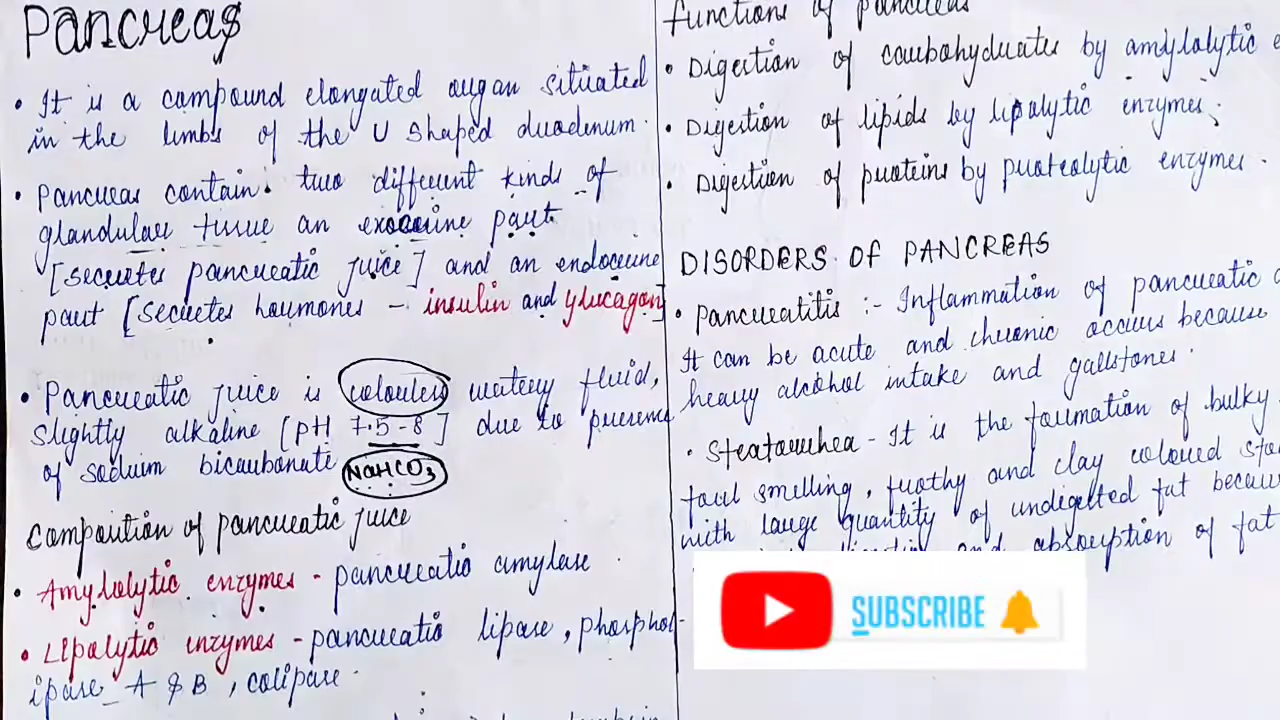 Pancreas
• It is a compound elongated organ situated
in the limbs of the U Shaped duodenum.
• Pancreas contain two different kinds of
glandular tissue an exocrine part
[secretes pancreatic juice] and an endocrine
part [secretes hormones - insulin and glucagon]
• Pancreatic juice is colourless watery fluid,
slightly alkaline [pH 7.5-8] due to presence
of sodium bicarbonate NaHCO3
Composition of pancreatic juice
• Amylolytic enzymes - pancreatic amylase
• Lipolytic enzymes - pancreatic lipase, phosphol-
ipase A & B, colipase.
functions of pancreas
• Digestion of carbohydrates by amylolytic
• Digestion of lipids by lipolytic enzymes
• Digestion of proteins by proteolytic enzymes.
DISORDERS OF PANCREAS
• Pancreatitis :- Inflammation of pancreatic
It can be acute and chronic occurs because
heavy alcohol intake and gallstones.
• Steatorrhea - It is the formation of bulky
foul smelling, frothy and clay coloured
with large quantity of undigested fat
and absorption of fat
SUBSCRIBE